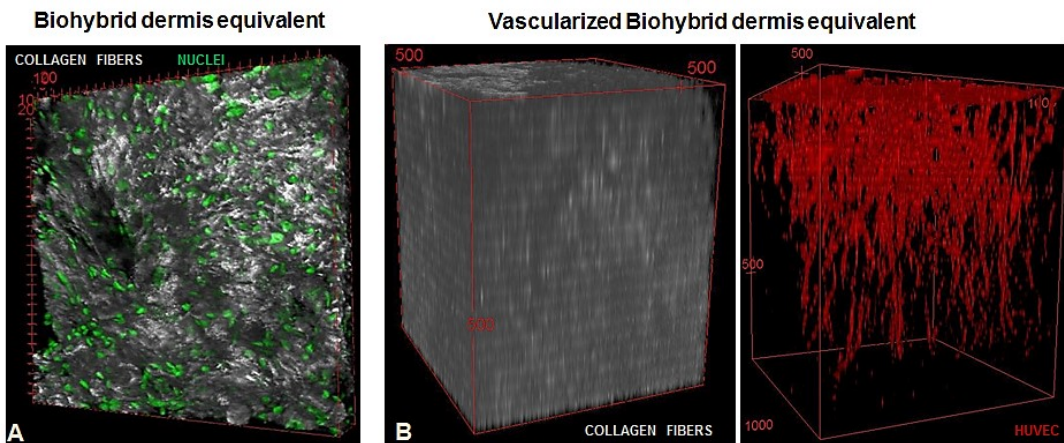 Biohybrid dermis equivalent
Vascularized Biohybrid dermis equivalent
COLLAGEN FIBERS NUCLEI
100
A
500
500
500
B
COLLAGEN FIBERS
500
100
500
1000
HUVEC